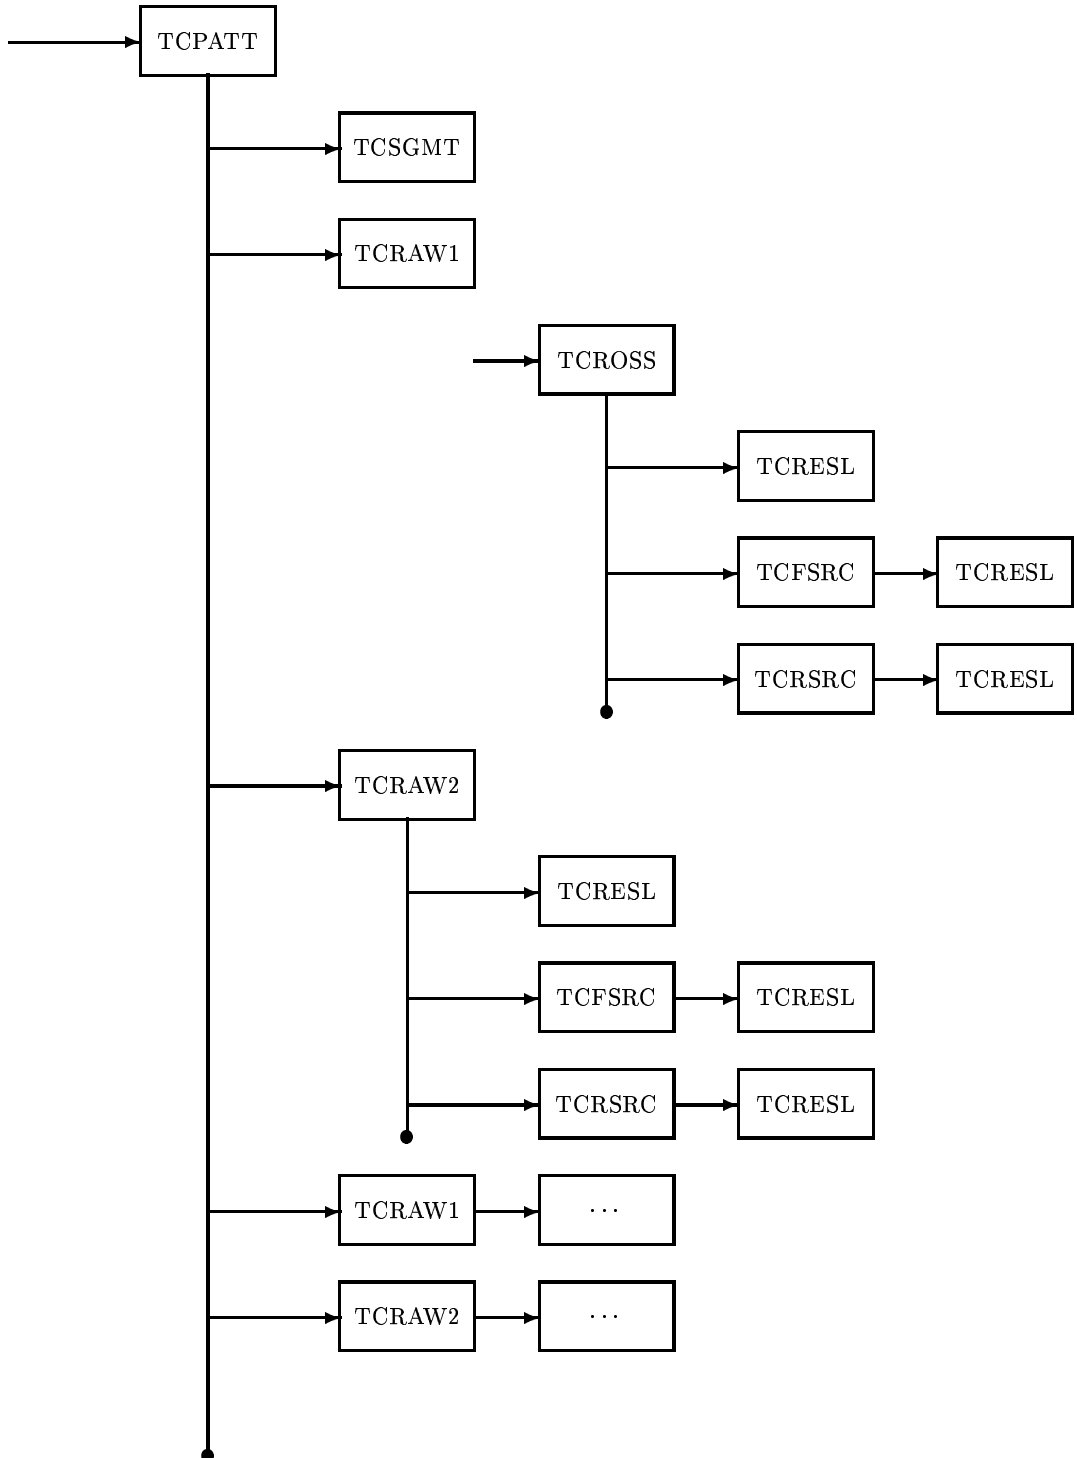 TCPATT
TCSGMT
TCRAW1
TCROSS
TCRESL
TCFSRC TCRESL
TCRSRC TCRESL
TCRAW2
TCRESL
TCFSRC TCRESL
TCRSRC TCRESL
TCRAW1 ...
TCRAW2 ...